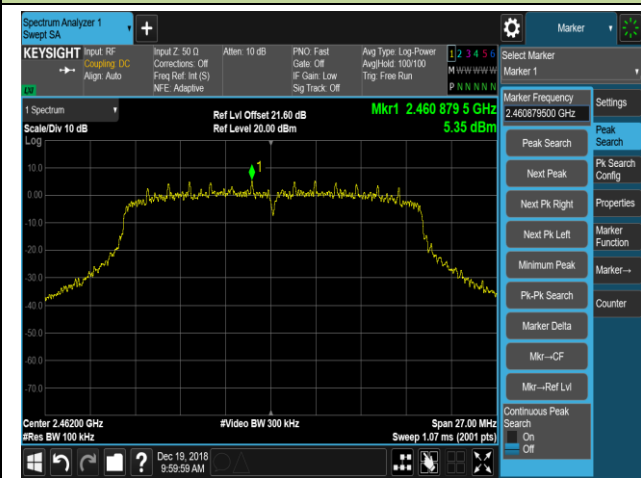 Spectrum Analyzer 1
Swept SA
Marker
KEYSIGHT
Input: RF
Coupling: DC
Align: Auto
Input Z: 50 Ω
Corrections: Off
Freq Ref: Int (S)
NFE: Adaptive
Atten: 10 dB
PNO: Fast
Gate: Off
IF Gain: Low
Sig Track: Off
Avg Type: Log-Power
Avg|Hold: 100/100
Trig: Free Run
1 2 3 4 5 6
M W W W W W
P N N N N N
LXI
Select Marker
Marker 1
1 Spectrum
Scale/Div 10 dB
Log
Ref Lvl Offset 21.60 dB
Ref Level 20.00 dBm
Mkr1 2.460 879 5 GHz
5.35 dBm
1
10.0
0.00
-10.0
-20.0
-30.0
-40.0
-50.0
-60.0
-70.0
Center 2.46200 GHz
#Res BW 100 kHz
#Video BW 300 kHz
Span 27.00 MHz
Sweep 1.07 ms (2001 pts)
Marker Frequency
2.460879500 GHz
Peak Search
Next Peak
Next Pk Right
Next Pk Left
Minimum Peak
Pk-Pk Search
Marker Delta
Mkr→CF
Mkr→Ref Lvl
Continuous Peak
Search
On
Off
Settings
Peak
Search
Pk Search
Config
Properties
Marker
Function
Marker→
Counter
?
Dec 19, 2018
9:59:59 AM